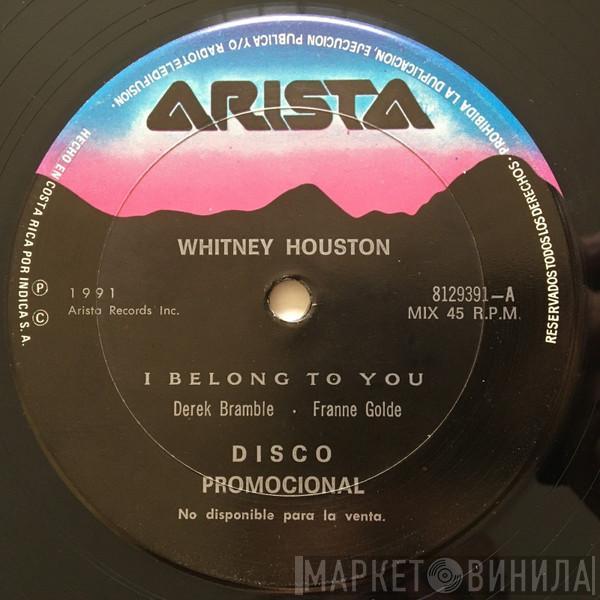 HECHO EN COSTA RICA POR INDICA S. A.
PROHIBIDA LA DUPLICACION, EJECUCION PUBLICA Y/O RADIOTELEDIFUSION·
RESERVADOS TODOS LOS DERECHOS·
ARISTA
WHITNEY HOUSTON
Ⓟ 1991
© Arista Records Inc.
8129391-A
MIX 45 R.P.M.
I BELONG TO YOU
Derek Bramble . Franne Golde
DISCO
PROMOCIONAL
No disponible para la venta.
МАРКЕТ ВИНИЛА